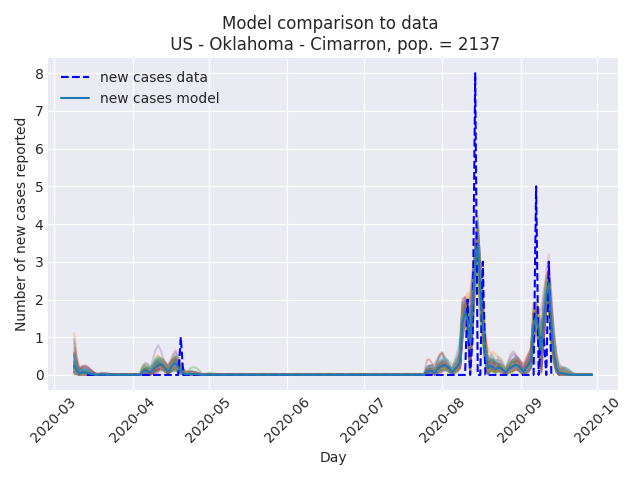 Model comparison to data
US - Oklahoma - Cimarron, pop. = 2137
new cases data
new cases model
Number of new cases reported
8
7
6
5
4
3
2
1
0
2020-03
2020-04
2020-05
2020-06
2020-07
2020-08
2020-09
2020-10
Day